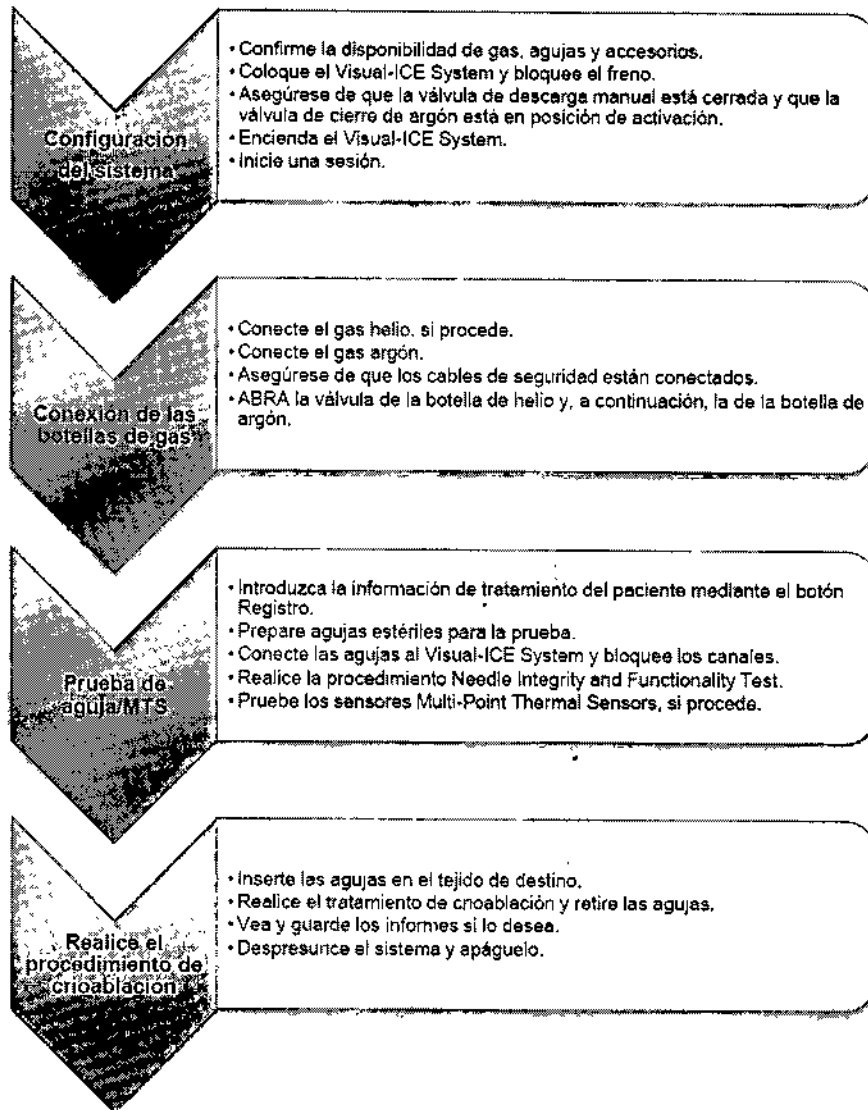 Configuración
del sistema
• Confirme la disponibilidad de gas, agujas y accesorios.
• Coloque el Visual-ICE System y bloquee el freno.
• Asegúrese de que la válvula de descarga manual está cerrada y que la
válvula de cierre de argón está en posición de activación.
• Encienda el Visual-ICE System.
• Inicie una sesión.
Conexión de las
botellas de gas
• Conecte el gas helio, si procede.
• Conecte el gas argón.
• Asegúrese de que los cables de seguridad están conectados.
• ABRA la válvula de la botella de helio y, a continuación, la de la botella de
argón.
Prueba de
aguja/MTS
• Introduzca la información de tratamiento del paciente mediante el botón
Registro.
• Prepare agujas estériles para la prueba.
• Conecte las agujas al Visual-ICE System y bloquee los canales.
• Realice la procedimiento Needle Integrity and Functionality Test.
• Pruebe los sensores Multi-Point Thermal Sensors, si procede.
Realice el
procedimiento de
crioablación
• Inserte las agujas en el tejido de destino.
• Realice el tratamiento de crioablación y retire las agujas.
• Vea y guarde los informes si lo desea.
• Despresurice el sistema y apáguelo.